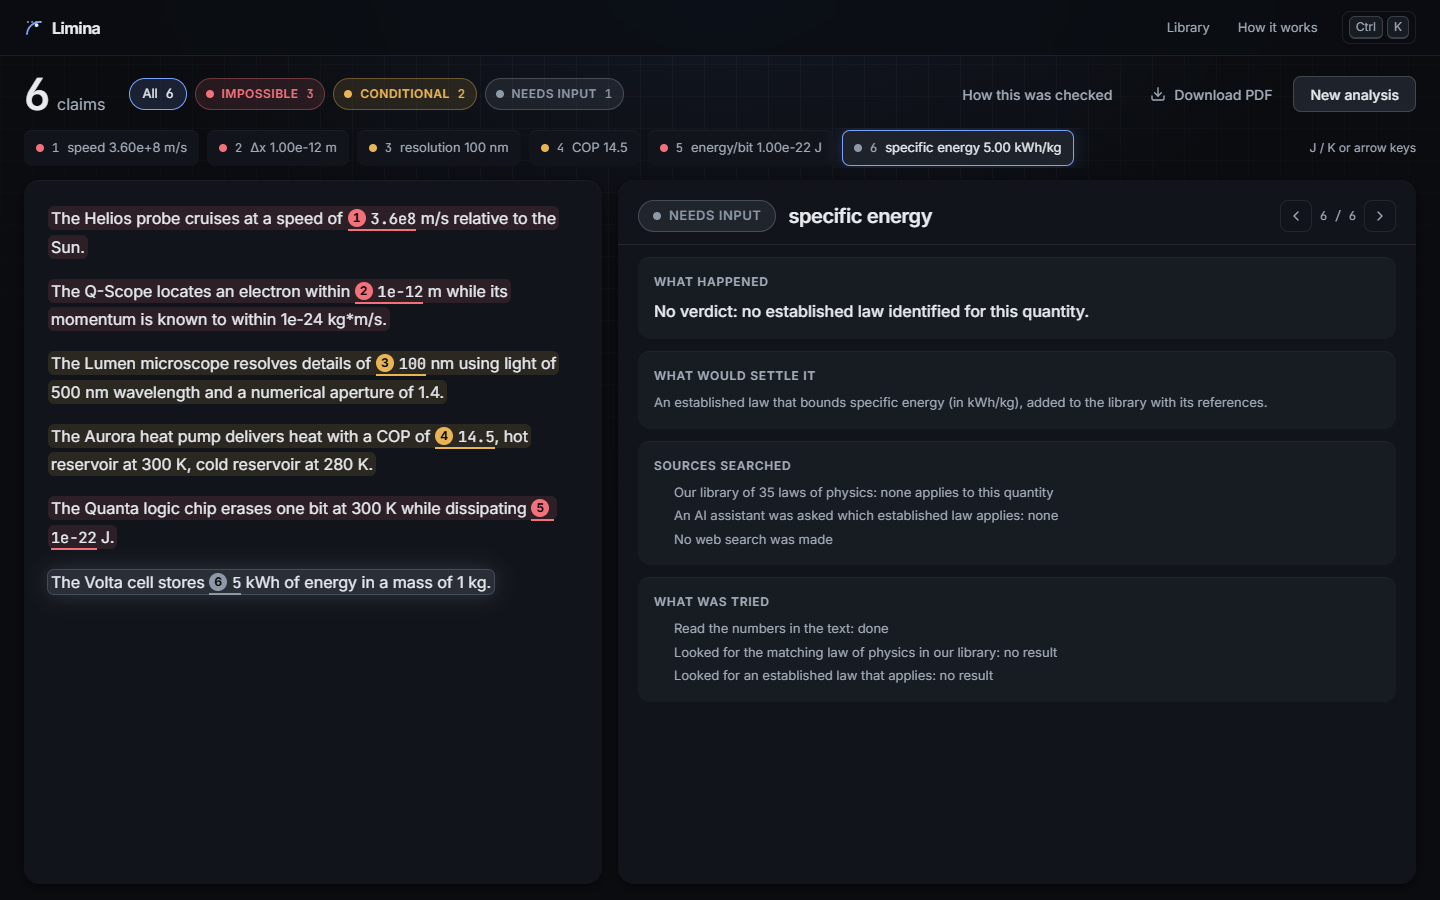 Limina
Library
How it works
Ctrl K
6 claims
All 6
IMPOSSIBLE 3
CONDITIONAL 2
NEEDS INPUT 1
How this was checked
Download PDF
New analysis
1 speed 3.60e+8 m/s
2 Δx 1.00e-12 m
3 resolution 100 nm
4 COP 14.5
5 energy/bit 1.00e-22 J
6 specific energy 5.00 kWh/kg
J / K or arrow keys
The Helios probe cruises at a speed of 1 3.6e8 m/s relative to the
Sun.
The Q-Scope locates an electron within 2 1e-12 m while its
momentum is known to within 1e-24 kg*m/s.
The Lumen microscope resolves details of 3 100 nm using light of
500 nm wavelength and a numerical aperture of 1.4.
The Aurora heat pump delivers heat with a COP of 4 14.5, hot
reservoir at 300 K, cold reservoir at 280 K.
The Quanta logic chip erases one bit at 300 K while dissipating 5
1e-22 J.
The Volta cell stores 6 5 kWh of energy in a mass of 1 kg.
NEEDS INPUT
specific energy
6 / 6
WHAT HAPPENED
No verdict: no established law identified for this quantity.
WHAT WOULD SETTLE IT
An established law that bounds specific energy (in kWh/kg), added to the library with its references.
SOURCES SEARCHED
Our library of 35 laws of physics: none applies to this quantity
An AI assistant was asked which established law applies: none
No web search was made
WHAT WAS TRIED
Read the numbers in the text: done
Looked for the matching law of physics in our library: no result
Looked for an established law that applies: no result